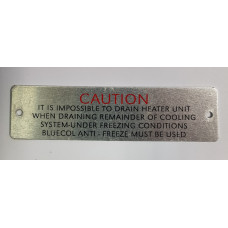 CAUTION
IT IS IMPOSSIBLE TO DRAIN HEATER UNIT
WHEN DRAINING REMAINDER OF COOLING
SYSTEM-UNDER FREEZING CONDITIONS
BLUECOL ANTI - FREEZE MUST BE USED